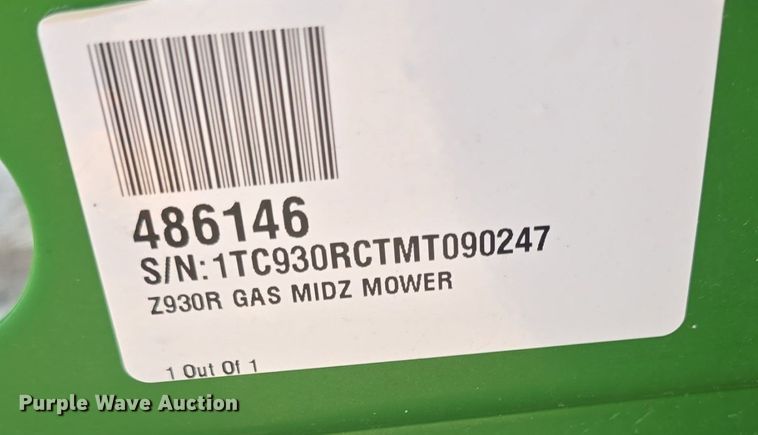 486146
S/N: 1TC930RCTMT090247
Z930R GAS MIDZ MOWER
1 Out Of 1
Purple Wave Auction